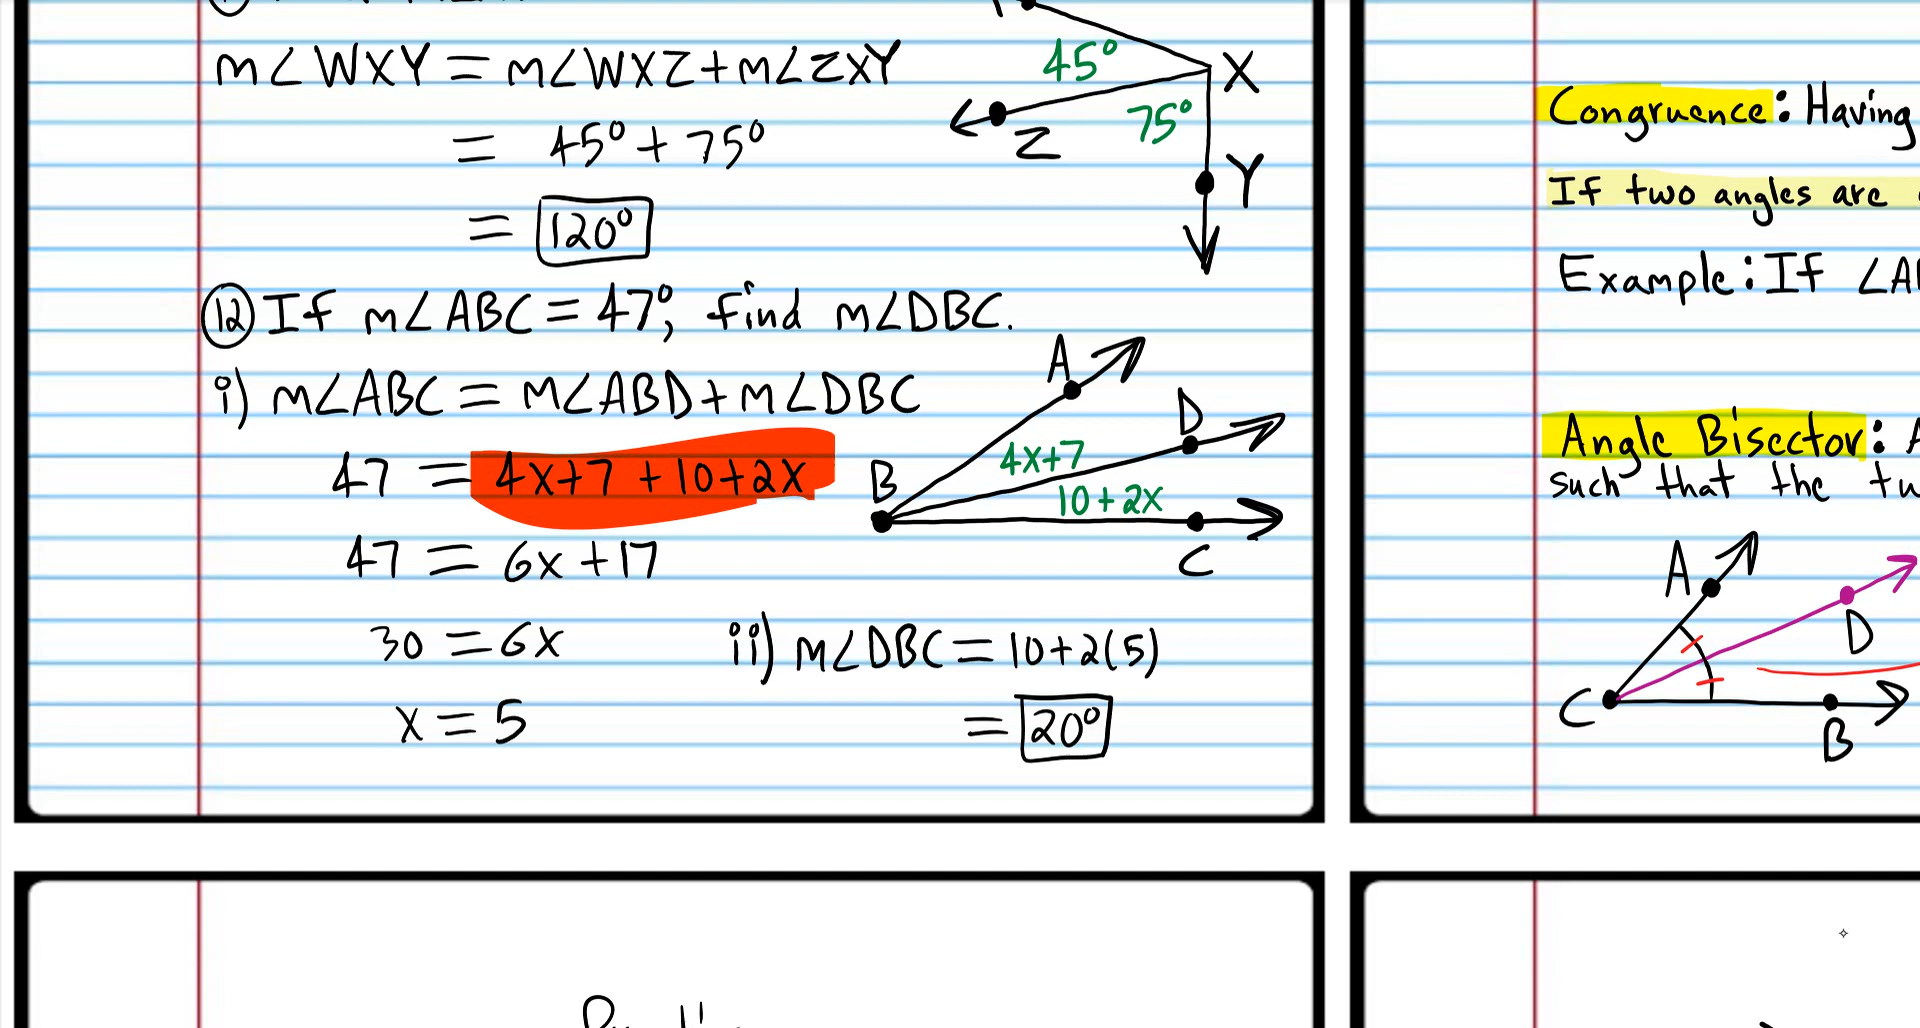 m∠WXY = m∠WXZ + m∠ZXY
= 45° + 75°
= 120°
45°
75°
X
Z
Y
⑫ If m∠ABC = 47°, find m∠DBC.
i) m∠ABC = m∠ABD + m∠DBC
47 = 4x+7 + 10+2x
47 = 6x + 17
30 = 6x
x = 5
A
D
B
4x+7
10+2x
C
ii) m∠DBC = 10+2(5)
= 20°
Congruence: Having
If two angles are
Example: If ∠AB
Angle Bisector: A
such that the tw
A
D
C
B